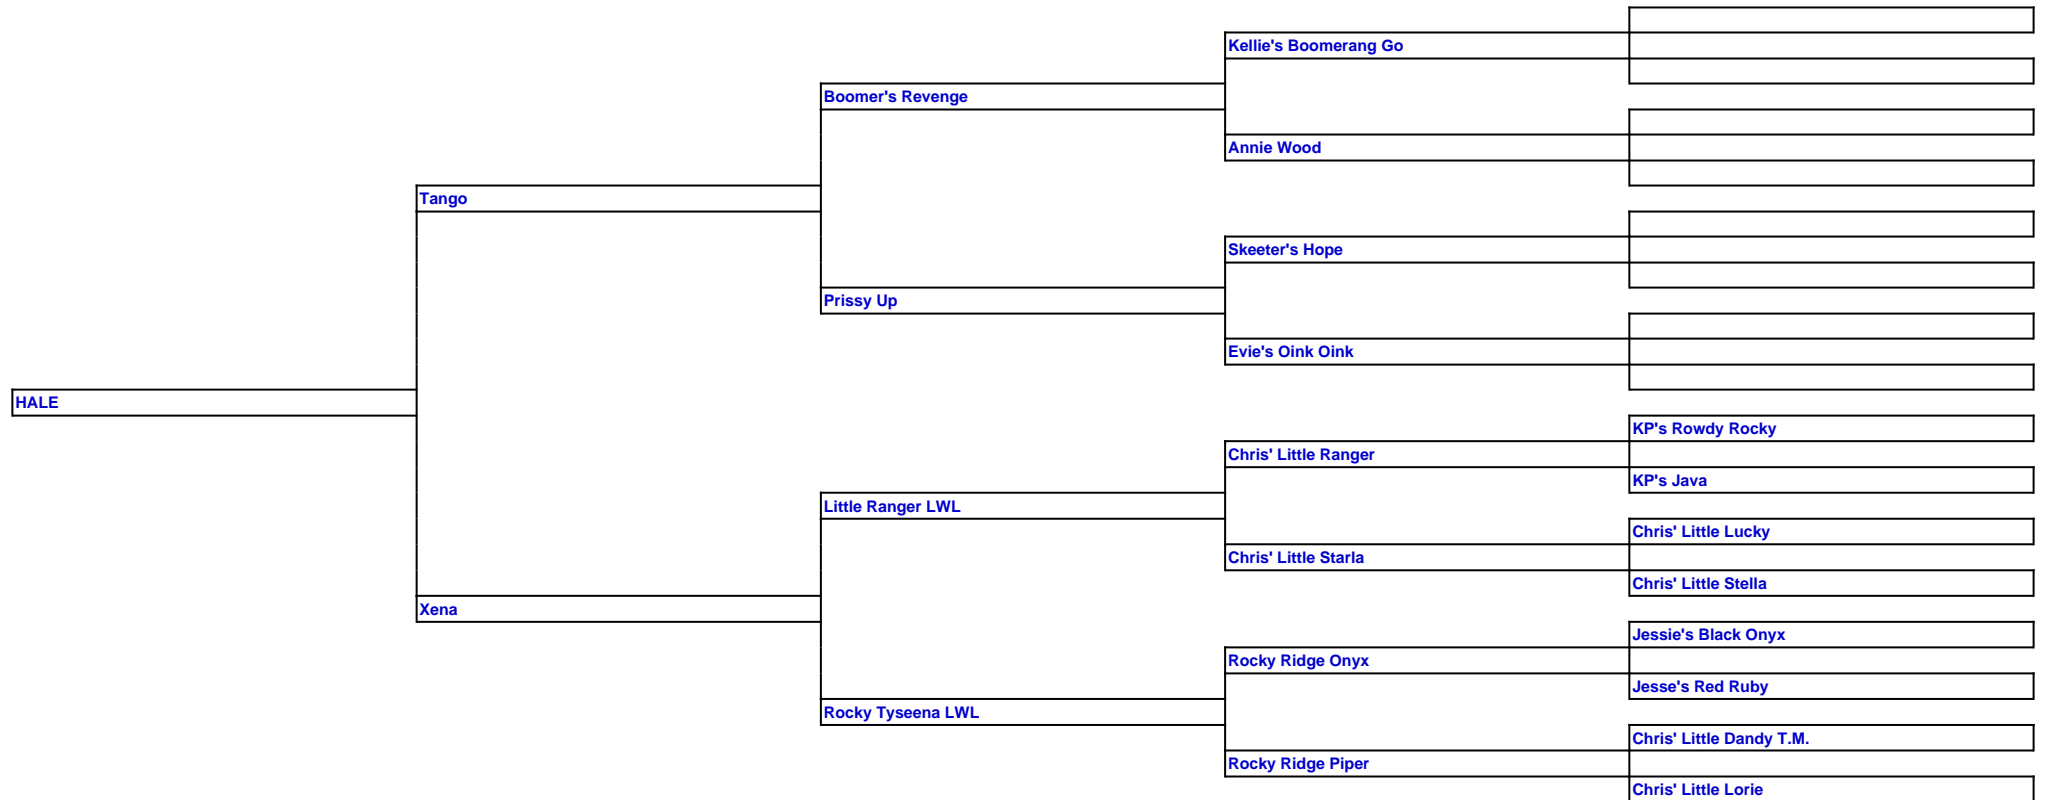 Kellie's Boomerang Go
Boomer's Revenge
Annie Wood
Tango
Skeeter's Hope
Prissy Up
Evie's Oink Oink
HALE
KP's Rowdy Rocky
Chris' Little Ranger
KP's Java
Little Ranger LWL
Chris' Little Lucky
Chris' Little Starla
Chris' Little Stella
Xena
Jessie's Black Onyx
Rocky Ridge Onyx
Jesse's Red Ruby
Rocky Tyseena LWL
Chris' Little Dandy T.M.
Rocky Ridge Piper
Chris' Little Lorie